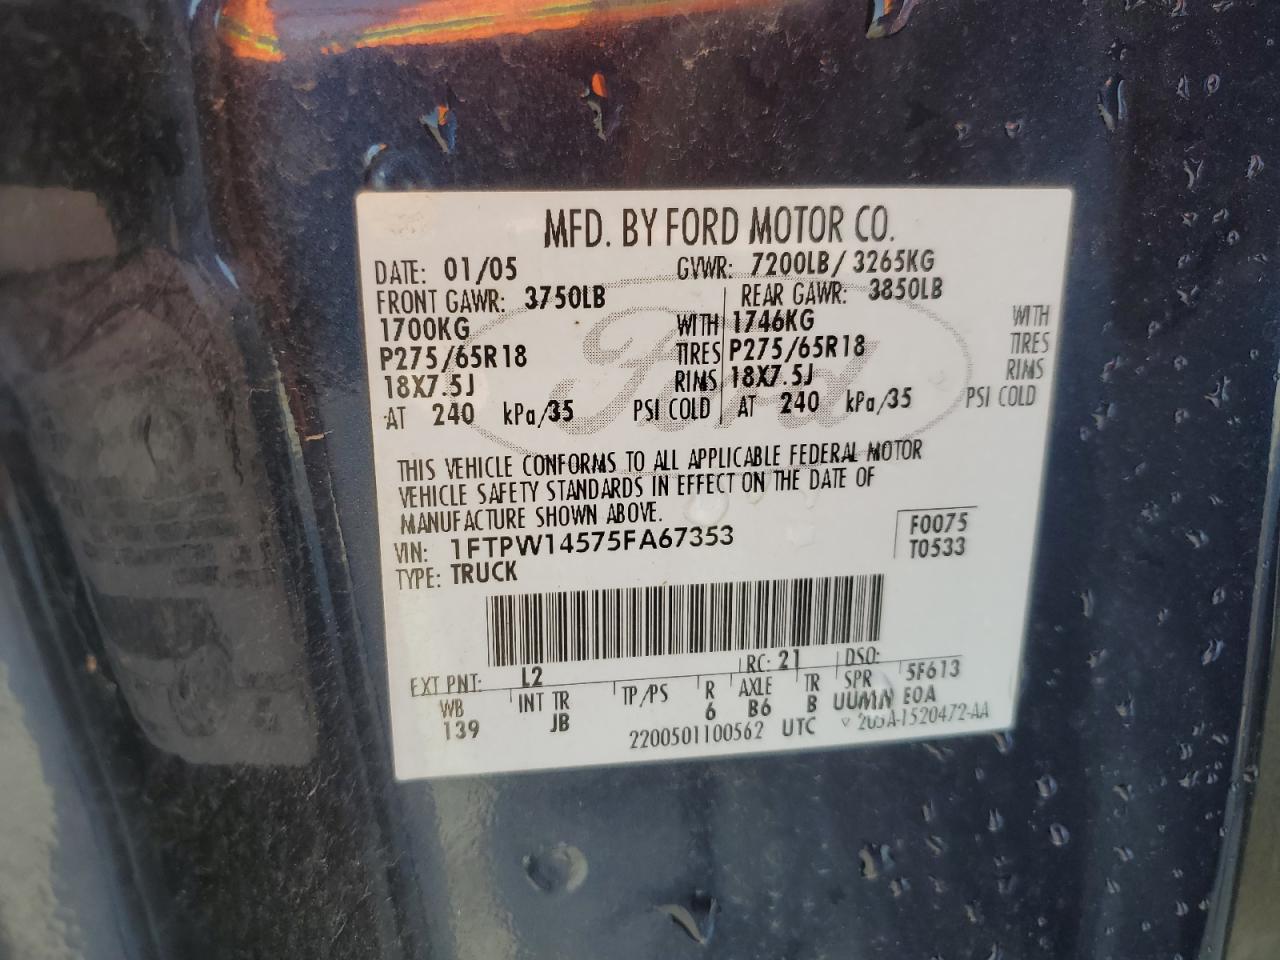 MFD. BY FORD MOTOR CO.
DATE: 01/05 GVWR: 7200LB/ 3265KG
FRONT GAWR: 3750LB REAR GAWR: 3850LB
1700KG WITH 1746KG WITH
P275/65R18 TIRES P275/65R18 TIRES
18X7.5J RIMS 18X7.5J RIMS
AT 240 kPa/35 PSI COLD AT 240 kPa/35 PSI COLD
Ford
THIS VEHICLE CONFORMS TO ALL APPLICABLE FEDERAL MOTOR
VEHICLE SAFETY STANDARDS IN EFFECT ON THE DATE OF
MANUFACTURE SHOWN ABOVE.
VIN: 1FTPW14575FA67353 F0075
TYPE: TRUCK T0533
EXT PNT: L2 RC: 21 DSO:
WB INT TR TP/PS R AXLE TR SPR 5F613
139 JB 6 B6 B UUMN EOA
2200501100562 UTC